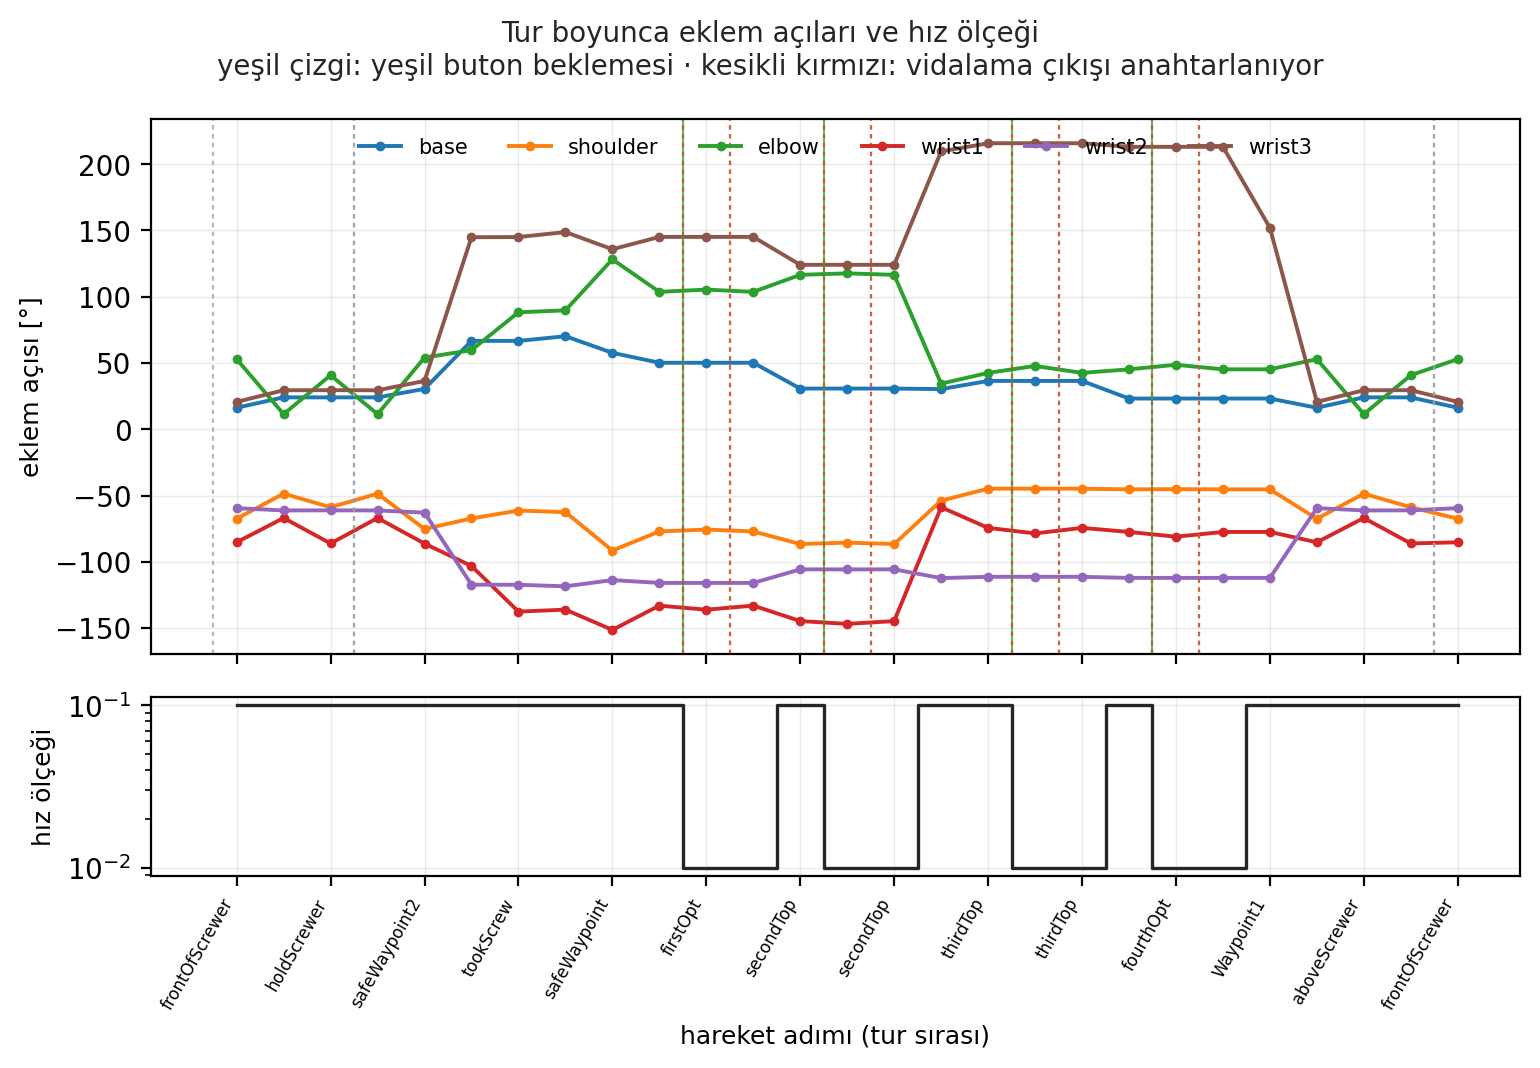 Tur boyunca eklem açıları ve hız ölçeği
yeşil çizgi: yeşil buton beklemesi · kesikli kırmızı: vidalama çıkışı anahtarlanıyor
base
shoulder
elbow
wrist1
wrist2
wrist3
eklem açısı [°]
200
150
100
50
0
−50
−100
−150
hız ölçeği
10⁻¹
10⁻²
frontOfScrewer
holdScrewer
safeWaypoint2
tookScrew
safeWaypoint
firstOpt
secondTop
secondTop
thirdTop
thirdTop
fourthOpt
Waypoint1
aboveScrewer
frontOfScrewer
hareket adımı (tur sırası)